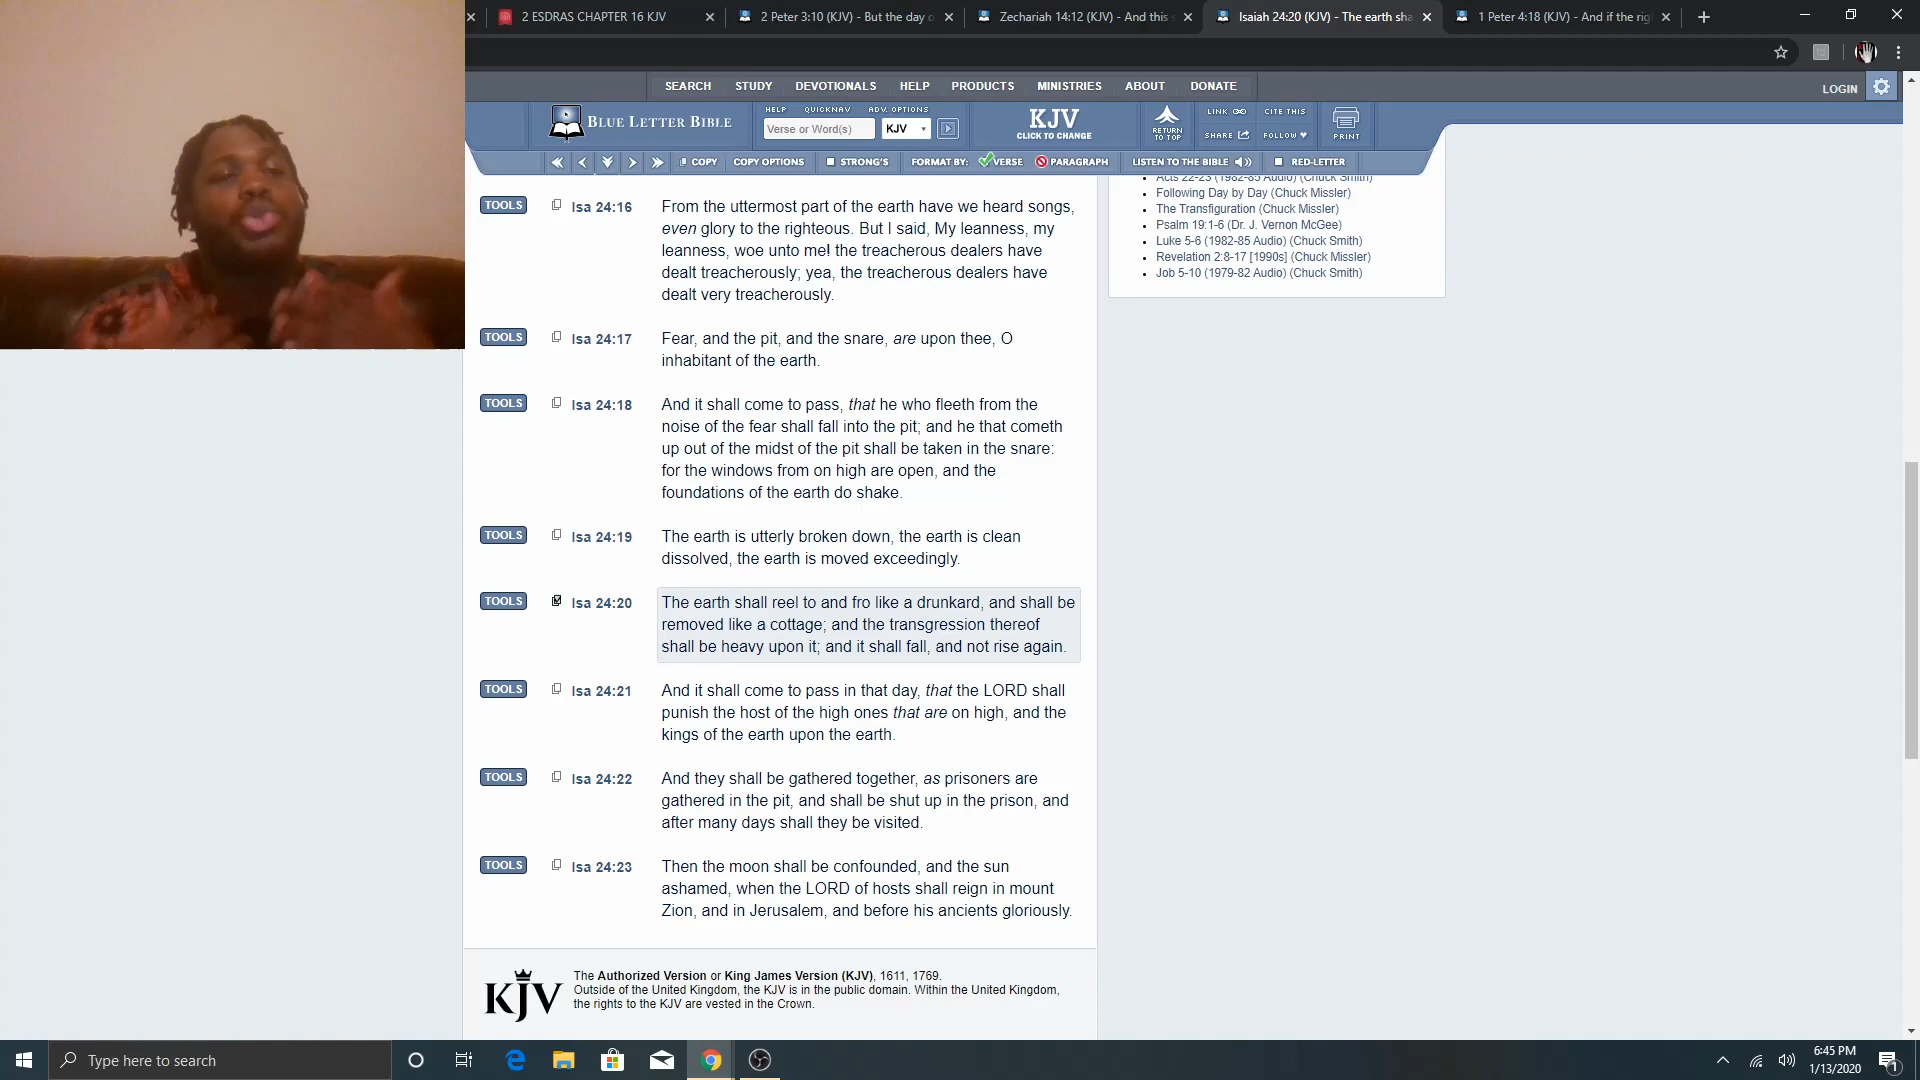 2 ESDRAS CHAPTER 16 KJV
2 Peter 3:10 (KJV) - But the day o
Zechariah 14:12 (KJV) - And this s
Isaiah 24:20 (KJV) - The earth sha
1 Peter 4:18 (KJV) - And if the rig
SEARCH STUDY DEVOTIONALS HELP PRODUCTS MINISTRIES ABOUT DONATE
LOGIN
BLUE LETTER BIBLE
HELP QUICKNAV ADV. OPTIONS
Verse or Word(s) KJV
KJV
CLICK TO CHANGE
RETURN
TO TOP
LINK CITE THIS
SHARE FOLLOW
PRINT
COPY COPY OPTIONS STRONG'S FORMAT BY: VERSE PARAGRAPH LISTEN TO THE BIBLE RED-LETTER
Acts 22-23 (1982-85 Audio) (Chuck Smith)
Following Day by Day (Chuck Missler)
The Transfiguration (Chuck Missler)
Psalm 19:1-6 (Dr. J. Vernon McGee)
Luke 5-6 (1982-85 Audio) (Chuck Smith)
Revelation 2:8-17 [1990s] (Chuck Missler)
Job 5-10 (1979-82 Audio) (Chuck Smith)
TOOLS Isa 24:16 From the uttermost part of the earth have we heard songs,
even glory to the righteous. But I said, My leanness, my
leanness, woe unto me! the treacherous dealers have
dealt treacherously; yea, the treacherous dealers have
dealt very treacherously.
TOOLS Isa 24:17 Fear, and the pit, and the snare, are upon thee, O
inhabitant of the earth.
TOOLS Isa 24:18 And it shall come to pass, that he who fleeth from the
noise of the fear shall fall into the pit; and he that cometh
up out of the midst of the pit shall be taken in the snare:
for the windows from on high are open, and the
foundations of the earth do shake.
TOOLS Isa 24:19 The earth is utterly broken down, the earth is clean
dissolved, the earth is moved exceedingly.
TOOLS Isa 24:20 The earth shall reel to and fro like a drunkard, and shall be
removed like a cottage; and the transgression thereof
shall be heavy upon it; and it shall fall, and not rise again.
TOOLS Isa 24:21 And it shall come to pass in that day, that the LORD shall
punish the host of the high ones that are on high, and the
kings of the earth upon the earth.
TOOLS Isa 24:22 And they shall be gathered together, as prisoners are
gathered in the pit, and shall be shut up in the prison, and
after many days shall they be visited.
TOOLS Isa 24:23 Then the moon shall be confounded, and the sun
ashamed, when the LORD of hosts shall reign in mount
Zion, and in Jerusalem, and before his ancients gloriously.
KJV
The Authorized Version or King James Version (KJV), 1611, 1769.
Outside of the United Kingdom, the KJV is in the public domain. Within the United Kingdom,
the rights to the KJV are vested in the Crown.
Type here to search
6:45 PM
1/13/2020
1